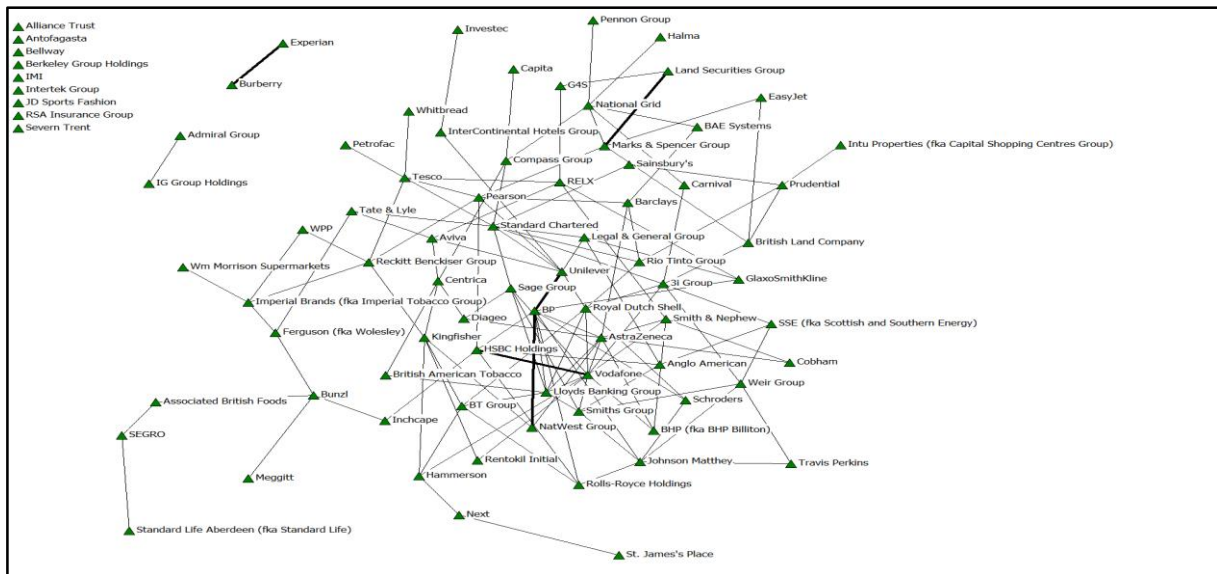 Alliance Trust
Antofagasta
Bellway
Berkeley Group Holdings
IMI
Intertek Group
JD Sports Fashion
RSA Insurance Group
Severn Trent
Pennon Group
Investec
Halma
Experian
Capita
Land Securities Group
Burberry
G4S
EasyJet
National Grid
Whitbread
BAE Systems
InterContinental Hotels Group
Admiral Group
Petrofac
Marks & Spencer Group
Intu Properties (fka Capital Shopping Centres Group)
Compass Group
Sainsbury's
Tesco
RELX
IG Group Holdings
Carnival
Prudential
Pearson
Barclays
Tate & Lyle
Standard Chartered
WPP
Aviva
Legal & General Group
British Land Company
Reckitt Benckiser Group
Rio Tinto Group
Wm Morrison Supermarkets
Unilever
Centrica
GlaxoSmithKline
3i Group
Sage Group
Imperial Brands (fka Imperial Tobacco Group)
BP
Royal Dutch Shell
Diageo
Smith & Nephew
SSE (fka Scottish and Southern Energy)
Ferguson (fka Wolesley)
Kingfisher
AstraZeneca
HSBC Holdings
Cobham
Anglo American
British American Tobacco
Vodafone
Weir Group
Lloyds Banking Group
Bunzl
Schroders
Associated British Foods
BT Group
Smiths Group
Inchcape
NatWest Group
BHP (fka BHP Billiton)
SEGRO
Rentokil Initial
Johnson Matthey
Travis Perkins
Hammerson
Meggitt
Rolls-Royce Holdings
Next
Standard Life Aberdeen (fka Standard Life)
St. James's Place